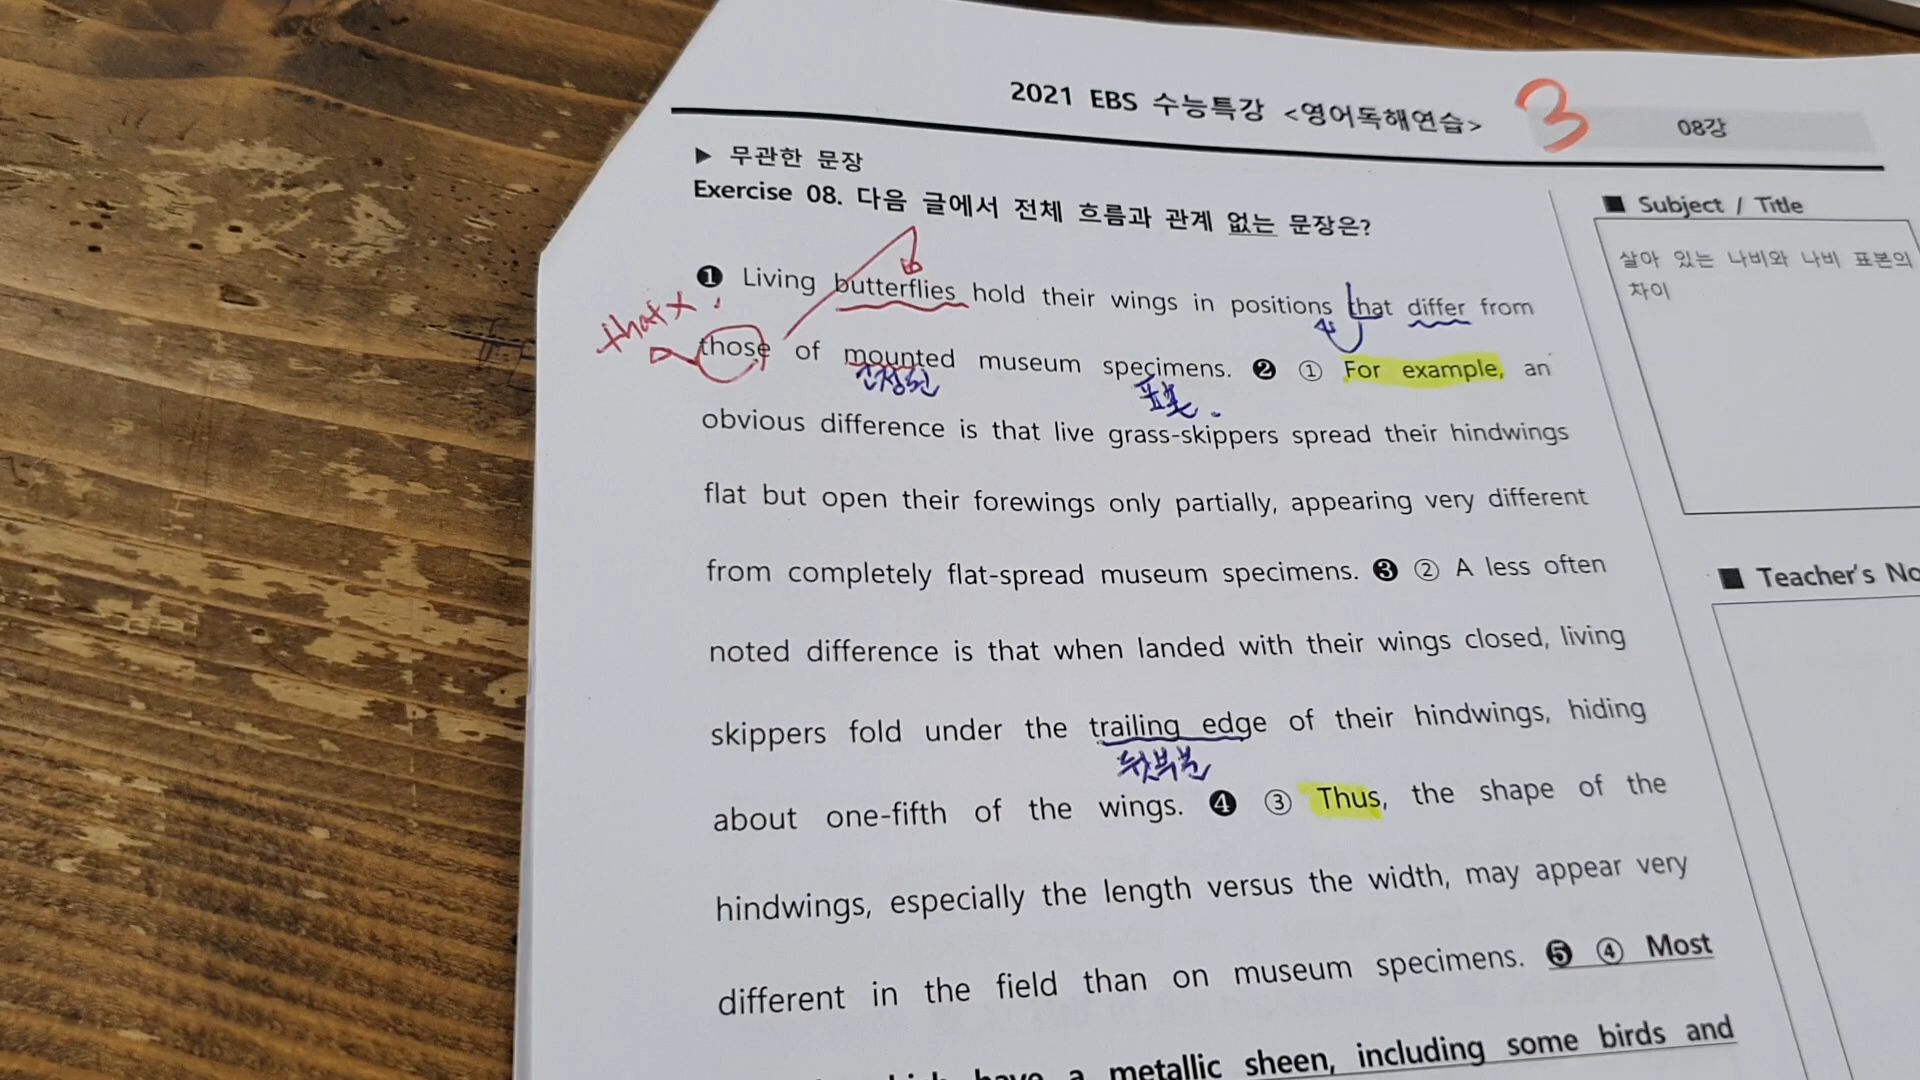 2021 EBS 수능특강 <영어독해연습> 3 08강
▶ 무관한 문장
Exercise 08. 다음 글에서 전체 흐름과 관계 없는 문장은?
❶ Living butterflies hold their wings in positions that differ from
that x
those of mounted museum specimens. ❷ ① For example, an
고정된 표본
obvious difference is that live grass-skippers spread their hindwings
flat but open their forewings only partially, appearing very different
from completely flat-spread museum specimens. ❸ ② A less often
noted difference is that when landed with their wings closed, living
skippers fold under the trailing edge of their hindwings, hiding
뒷부분
about one-fifth of the wings. ❹ ③ Thus, the shape of the
hindwings, especially the length versus the width, may appear very
different in the field than on museum specimens. ❺ ④ Most
have a metallic sheen, including some birds and
■ Subject / Title
살아 있는 나비와 나비 표본의
차이
■ Teacher's No